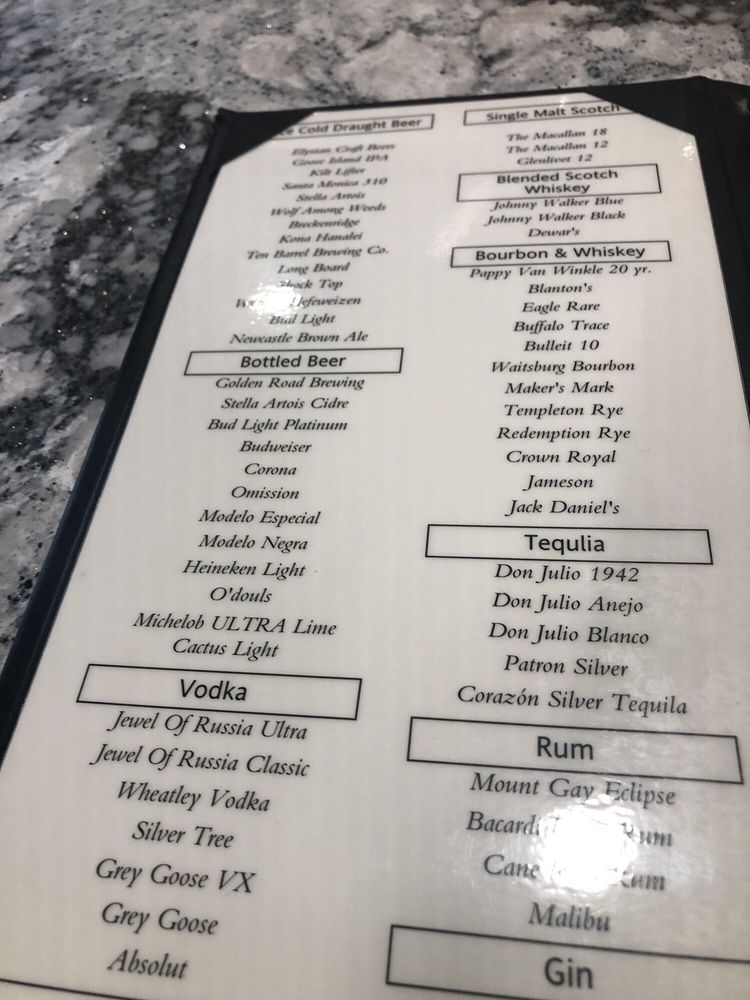 Cold Draught Beer
Elysian Craft Beers
Goose Island IPA
Kilt Lifter
Santa Monica 310
Stella Artois
Wolf Among Weeds
Breckenridge
Kona Hanalei
Ten Barrel Brewing Co.
Long Board
Shock Top
Hefeweizen
Bud Light
Newcastle Brown Ale
Bottled Beer
Golden Road Brewing
Stella Artois Cidre
Bud Light Platinum
Budweiser
Corona
Omission
Modelo Especial
Modelo Negra
Heineken Light
O'douls
Michelob ULTRA Lime
Cactus Light
Vodka
Jewel Of Russia Ultra
Jewel Of Russia Classic
Wheatley Vodka
Silver Tree
Grey Goose VX
Grey Goose
Absolut
Single Malt Scotch
The Macallan 18
The Macallan 12
Glenlivet 12
Blended Scotch
Whiskey
Johnny Walker Blue
Johnny Walker Black
Dewar's
Bourbon & Whiskey
Pappy Van Winkle 20 yr.
Blanton's
Eagle Rare
Buffalo Trace
Bulleit 10
Waitsburg Bourbon
Maker's Mark
Templeton Rye
Redemption Rye
Crown Royal
Jameson
Jack Daniel's
Tequlia
Don Julio 1942
Don Julio Anejo
Don Julio Blanco
Patron Silver
Corazón Silver Tequila
Rum
Mount Gay Eclipse
Bacardi Rum
Cane Rum
Malibu
Gin